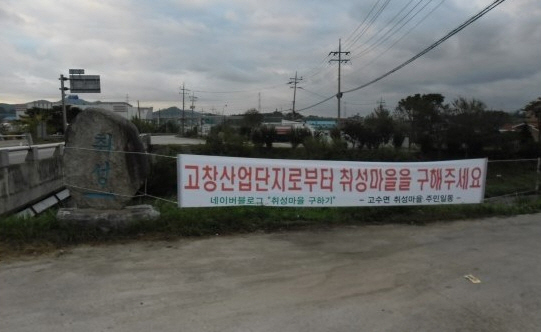 취성
고창산업단지로부터 취성마을을 구해주세요
네이버블로그 "취성마을 구하기" - 고수면 취성마을 주민일동 -